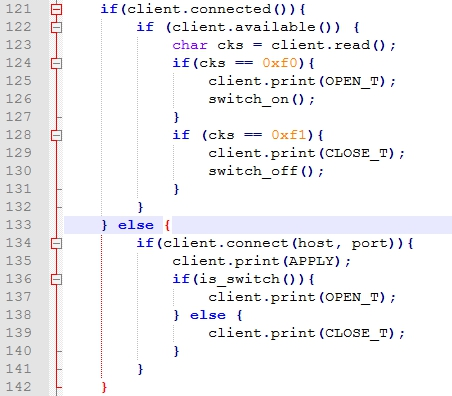 121 if(client.connected()){
122 if (client.available()) {
123 char cks = client.read();
124 if(cks == 0xf0){
125 client.print(OPEN_T);
126 switch_on();
127 }
128 if (cks == 0xf1){
129 client.print(CLOSE_T);
130 switch_off();
131 }
132 }
133 } else {
134 if(client.connect(host, port)){
135 client.print(APPLY);
136 if(is_switch()){
137 client.print(OPEN_T);
138 } else {
139 client.print(CLOSE_T);
140 }
141 }
142 }